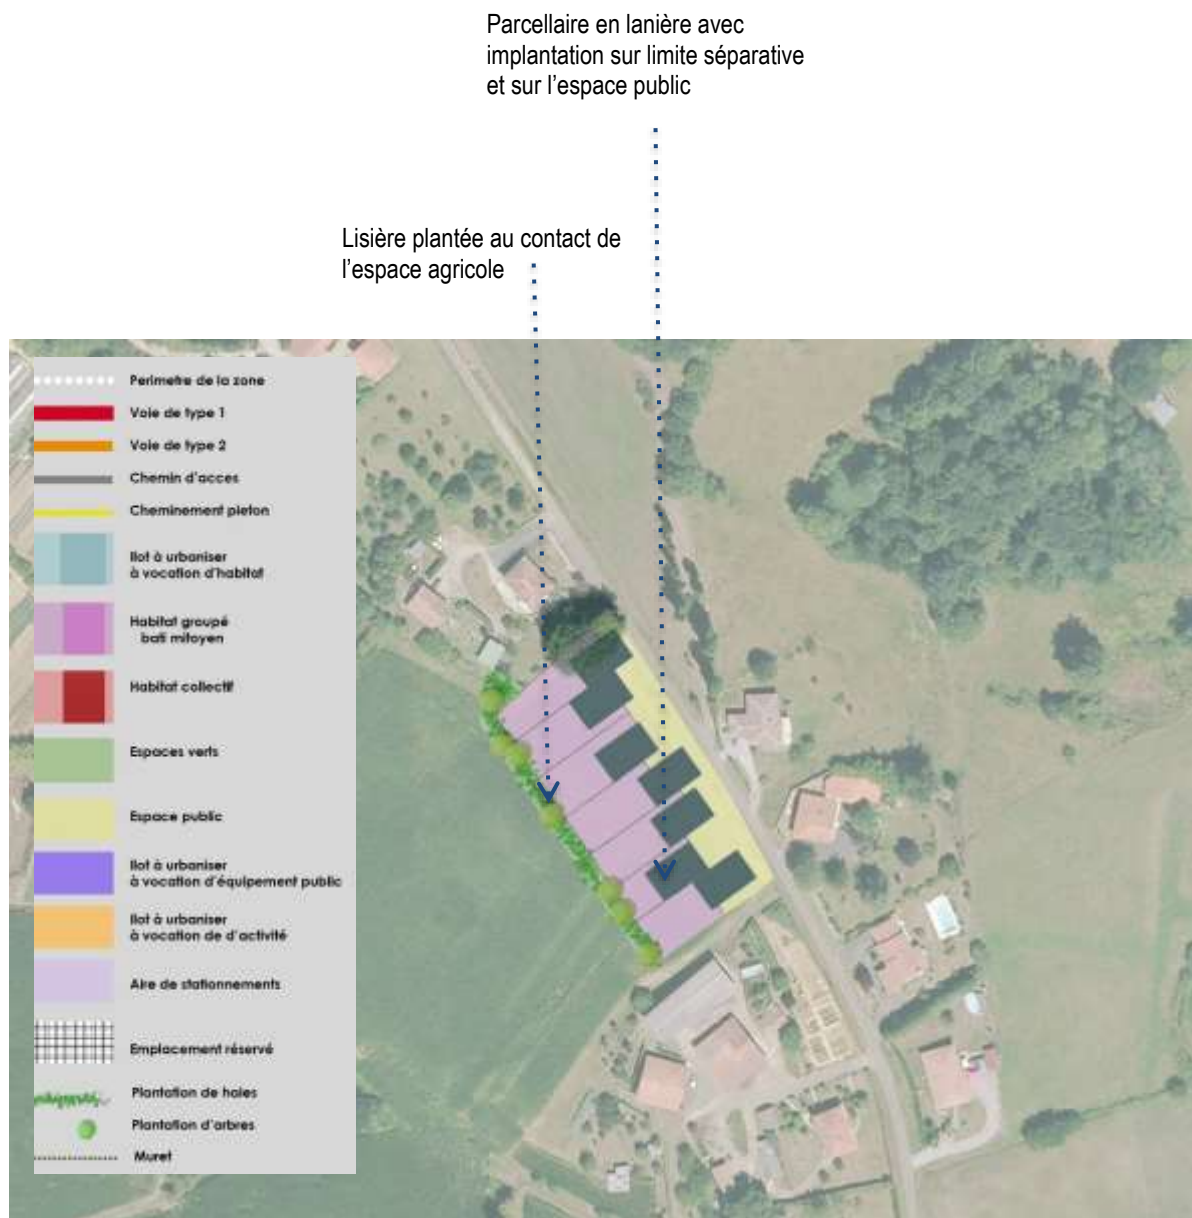 Parcellaire en lanière avec
implantation sur limite séparative
et sur l’espace public
Lisière plantée au contact de
l’espace agricole
Perimetre de la zone
Voie de type 1
Voie de type 2
Chemin d'acces
Cheminement pieton
Ilot à urbaniser
à vocation d'habitat
Habitat groupé
bati mitoyen
Habitat collectif
Espaces verts
Espace public
Ilot à urbaniser
à vocation d'équipement public
Ilot à urbaniser
à vocation de d'activité
Aire de stationnements
Emplacement réservé
Plantation de haies
Plantation d'arbres
Muret